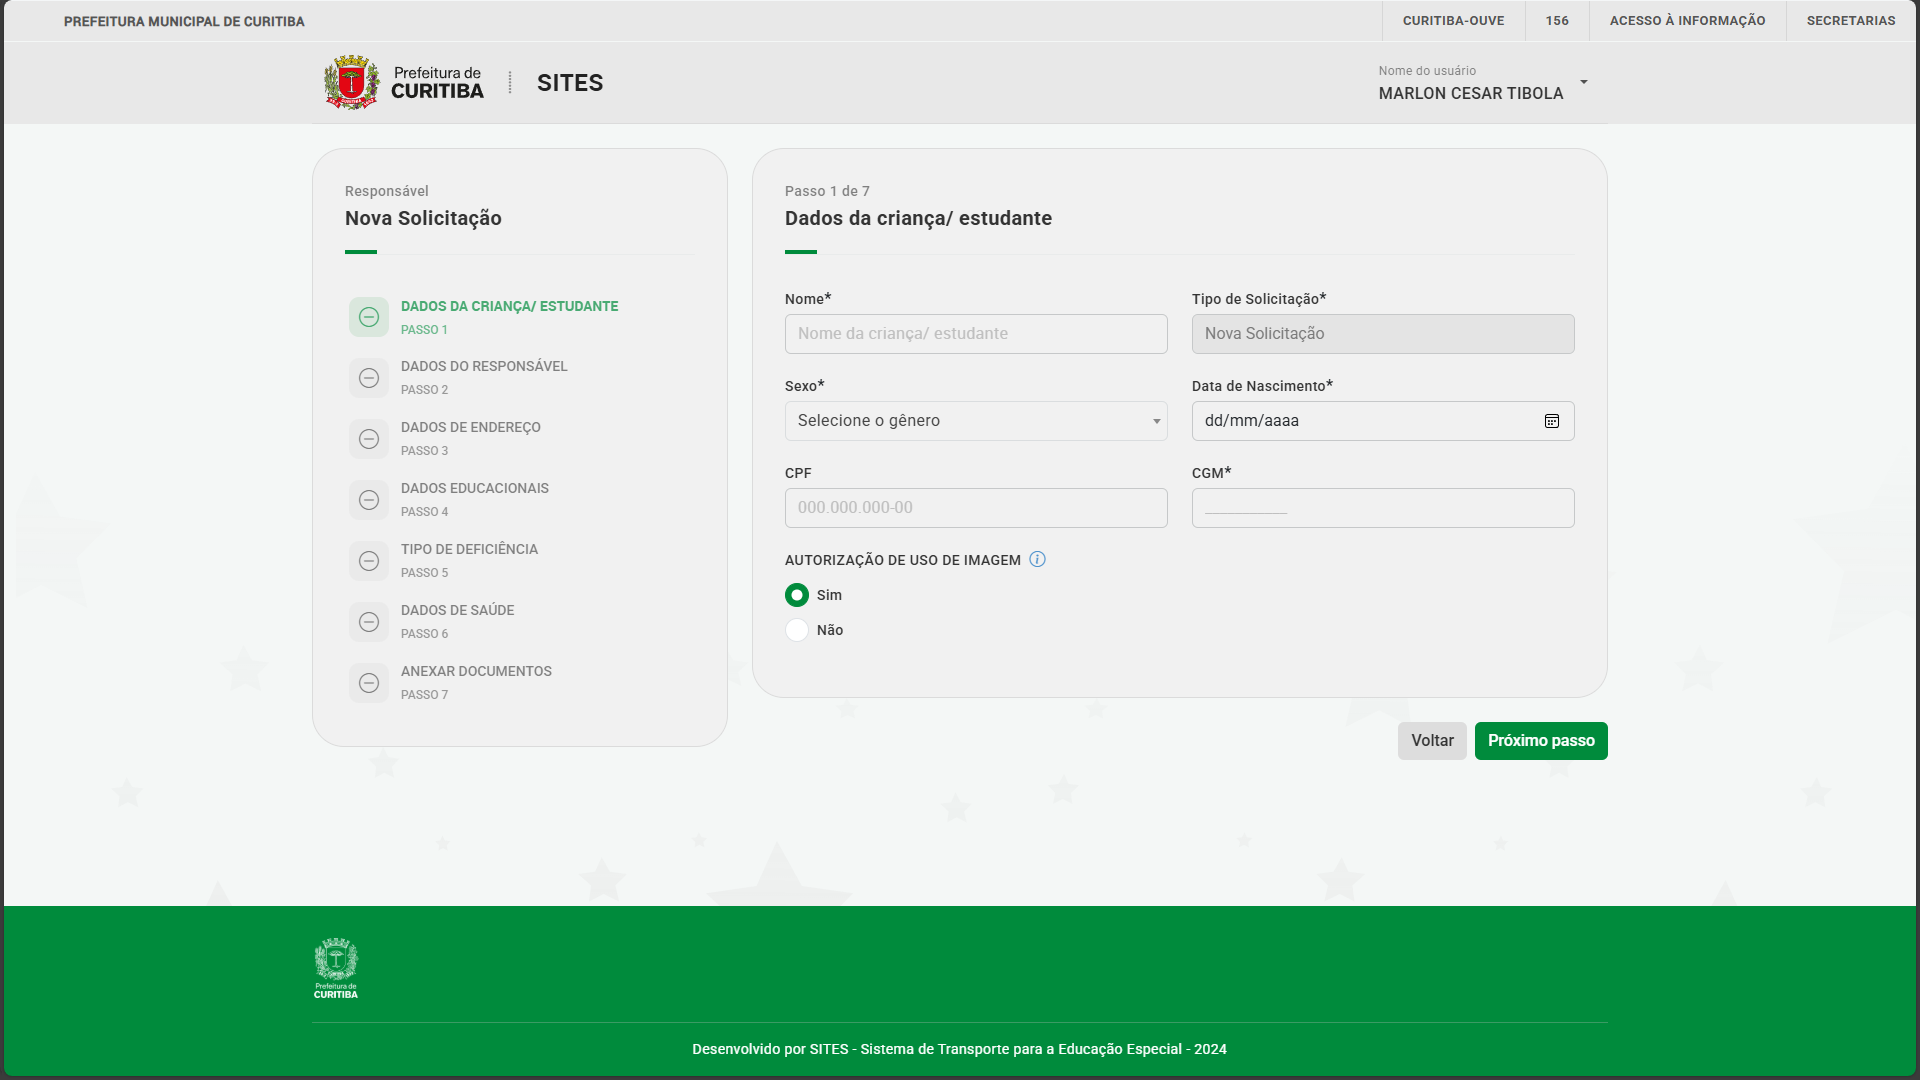 PREFEITURA MUNICIPAL DE CURITIBA
CURITIBA-OUVE
156
ACESSO À INFORMAÇÃO
SECRETARIAS
Prefeitura de
CURITIBA
SITES
Nome do usuário
MARLON CESAR TIBOLA
Responsável
Nova Solicitação
DADOS DA CRIANÇA/ ESTUDANTE
PASSO 1
DADOS DO RESPONSÁVEL
PASSO 2
DADOS DE ENDEREÇO
PASSO 3
DADOS EDUCACIONAIS
PASSO 4
TIPO DE DEFICIÊNCIA
PASSO 5
DADOS DE SAÚDE
PASSO 6
ANEXAR DOCUMENTOS
PASSO 7
Passo 1 de 7
Dados da criança/ estudante
Nome*
Nome da criança/ estudante
Tipo de Solicitação*
Nova Solicitação
Sexo*
Selecione o gênero
Data de Nascimento*
dd/mm/aaaa
CPF
000.000.000-00
CGM*
__________
AUTORIZAÇÃO DE USO DE IMAGEM
Sim
Não
Voltar
Próximo passo
Prefeitura de
CURITIBA
Desenvolvido por SITES - Sistema de Transporte para a Educação Especial - 2024